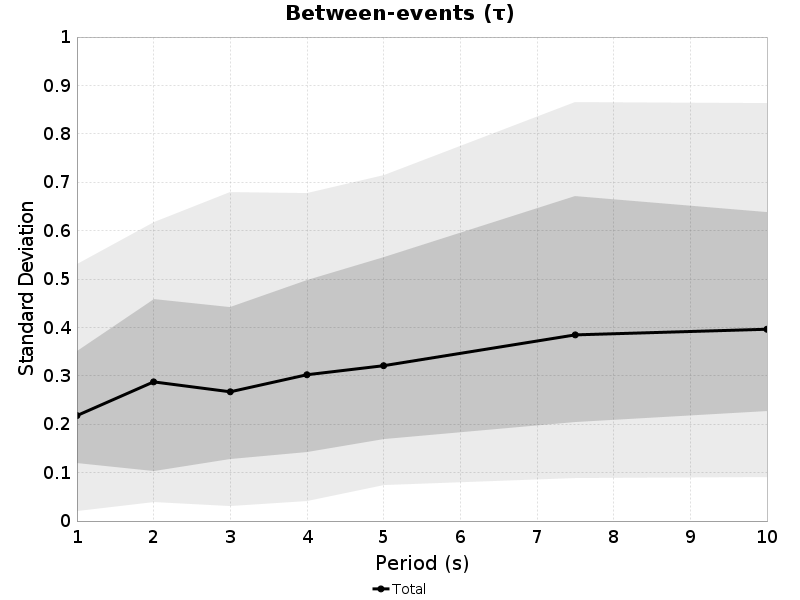 Between-events (τ)
1
0.9
0.8
0.7
0.6
0.5
0.4
0.3
0.2
0.1
0
Standard Deviation
1 2 3 4 5 6 7 8 9 10
Period (s)
Total